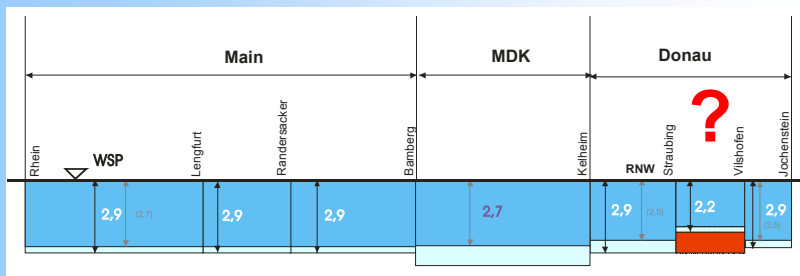 Main
MDK
Donau
?
Rhein
WSP
Lengfurt
Randersacker
Bamberg
Kelheim
RNW
Straubing
Vilshofen
Jochenstein
2,9
(2,7)
2,9
2,9
2,7
2,9
(2,5)
2,2
2,9
(2,5)